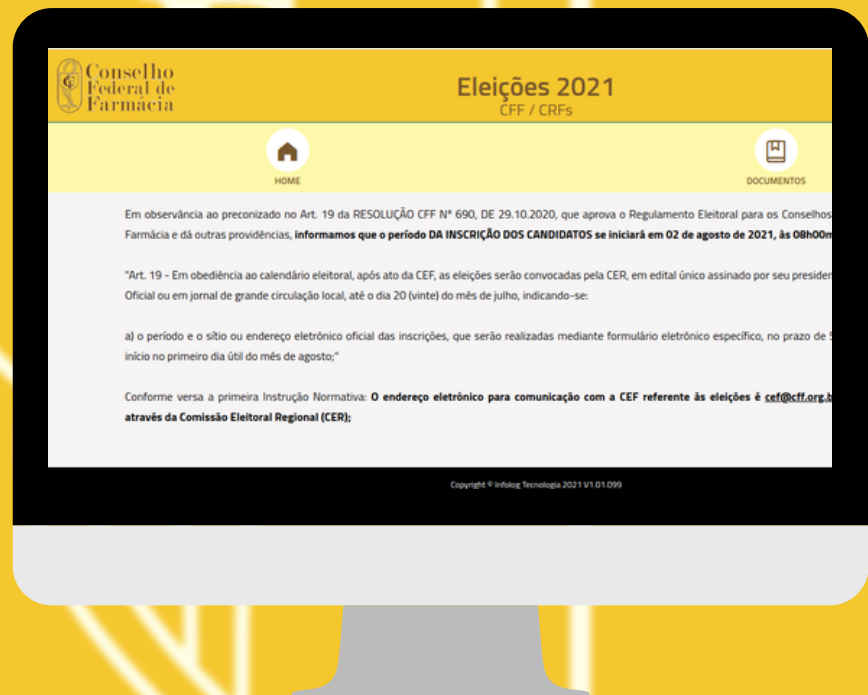 Conselho
Federal de
Farmácia
Eleições 2021
CFF / CRFs
HOME
DOCUMENTOS
Em observância ao preconizado no Art. 19 da RESOLUÇÃO CFF Nº 690, DE 29.10.2020, que aprova o Regulamento Eleitoral para os Conselhos
Farmácia e dá outras providências, informamos que o período DA INSCRIÇÃO DOS CANDIDATOS se iniciará em 02 de agosto de 2021, às 08h00m
"Art. 19 - Em obediência ao calendário eleitoral, após ato da CEF, as eleições serão convocadas pela CER, em edital único assinado por seu
Oficial ou em jornal de grande circulação local, até o dia 20 (vinte) do mês de julho, indicando-se:
a) o período e o sítio ou endereço eletrônico oficial das inscrições, que serão realizadas mediante formulário eletrônico específico, no prazo de
início no primeiro dia útil do mês de agosto;"
Conforme versa a primeira Instrução Normativa: O endereço eletrônico para comunicação com a CEF referente às eleições é cef@cff.org.b
através da Comissão Eleitoral Regional (CER);
Copyright © Infolog Tecnologia 2021 V1.01.099